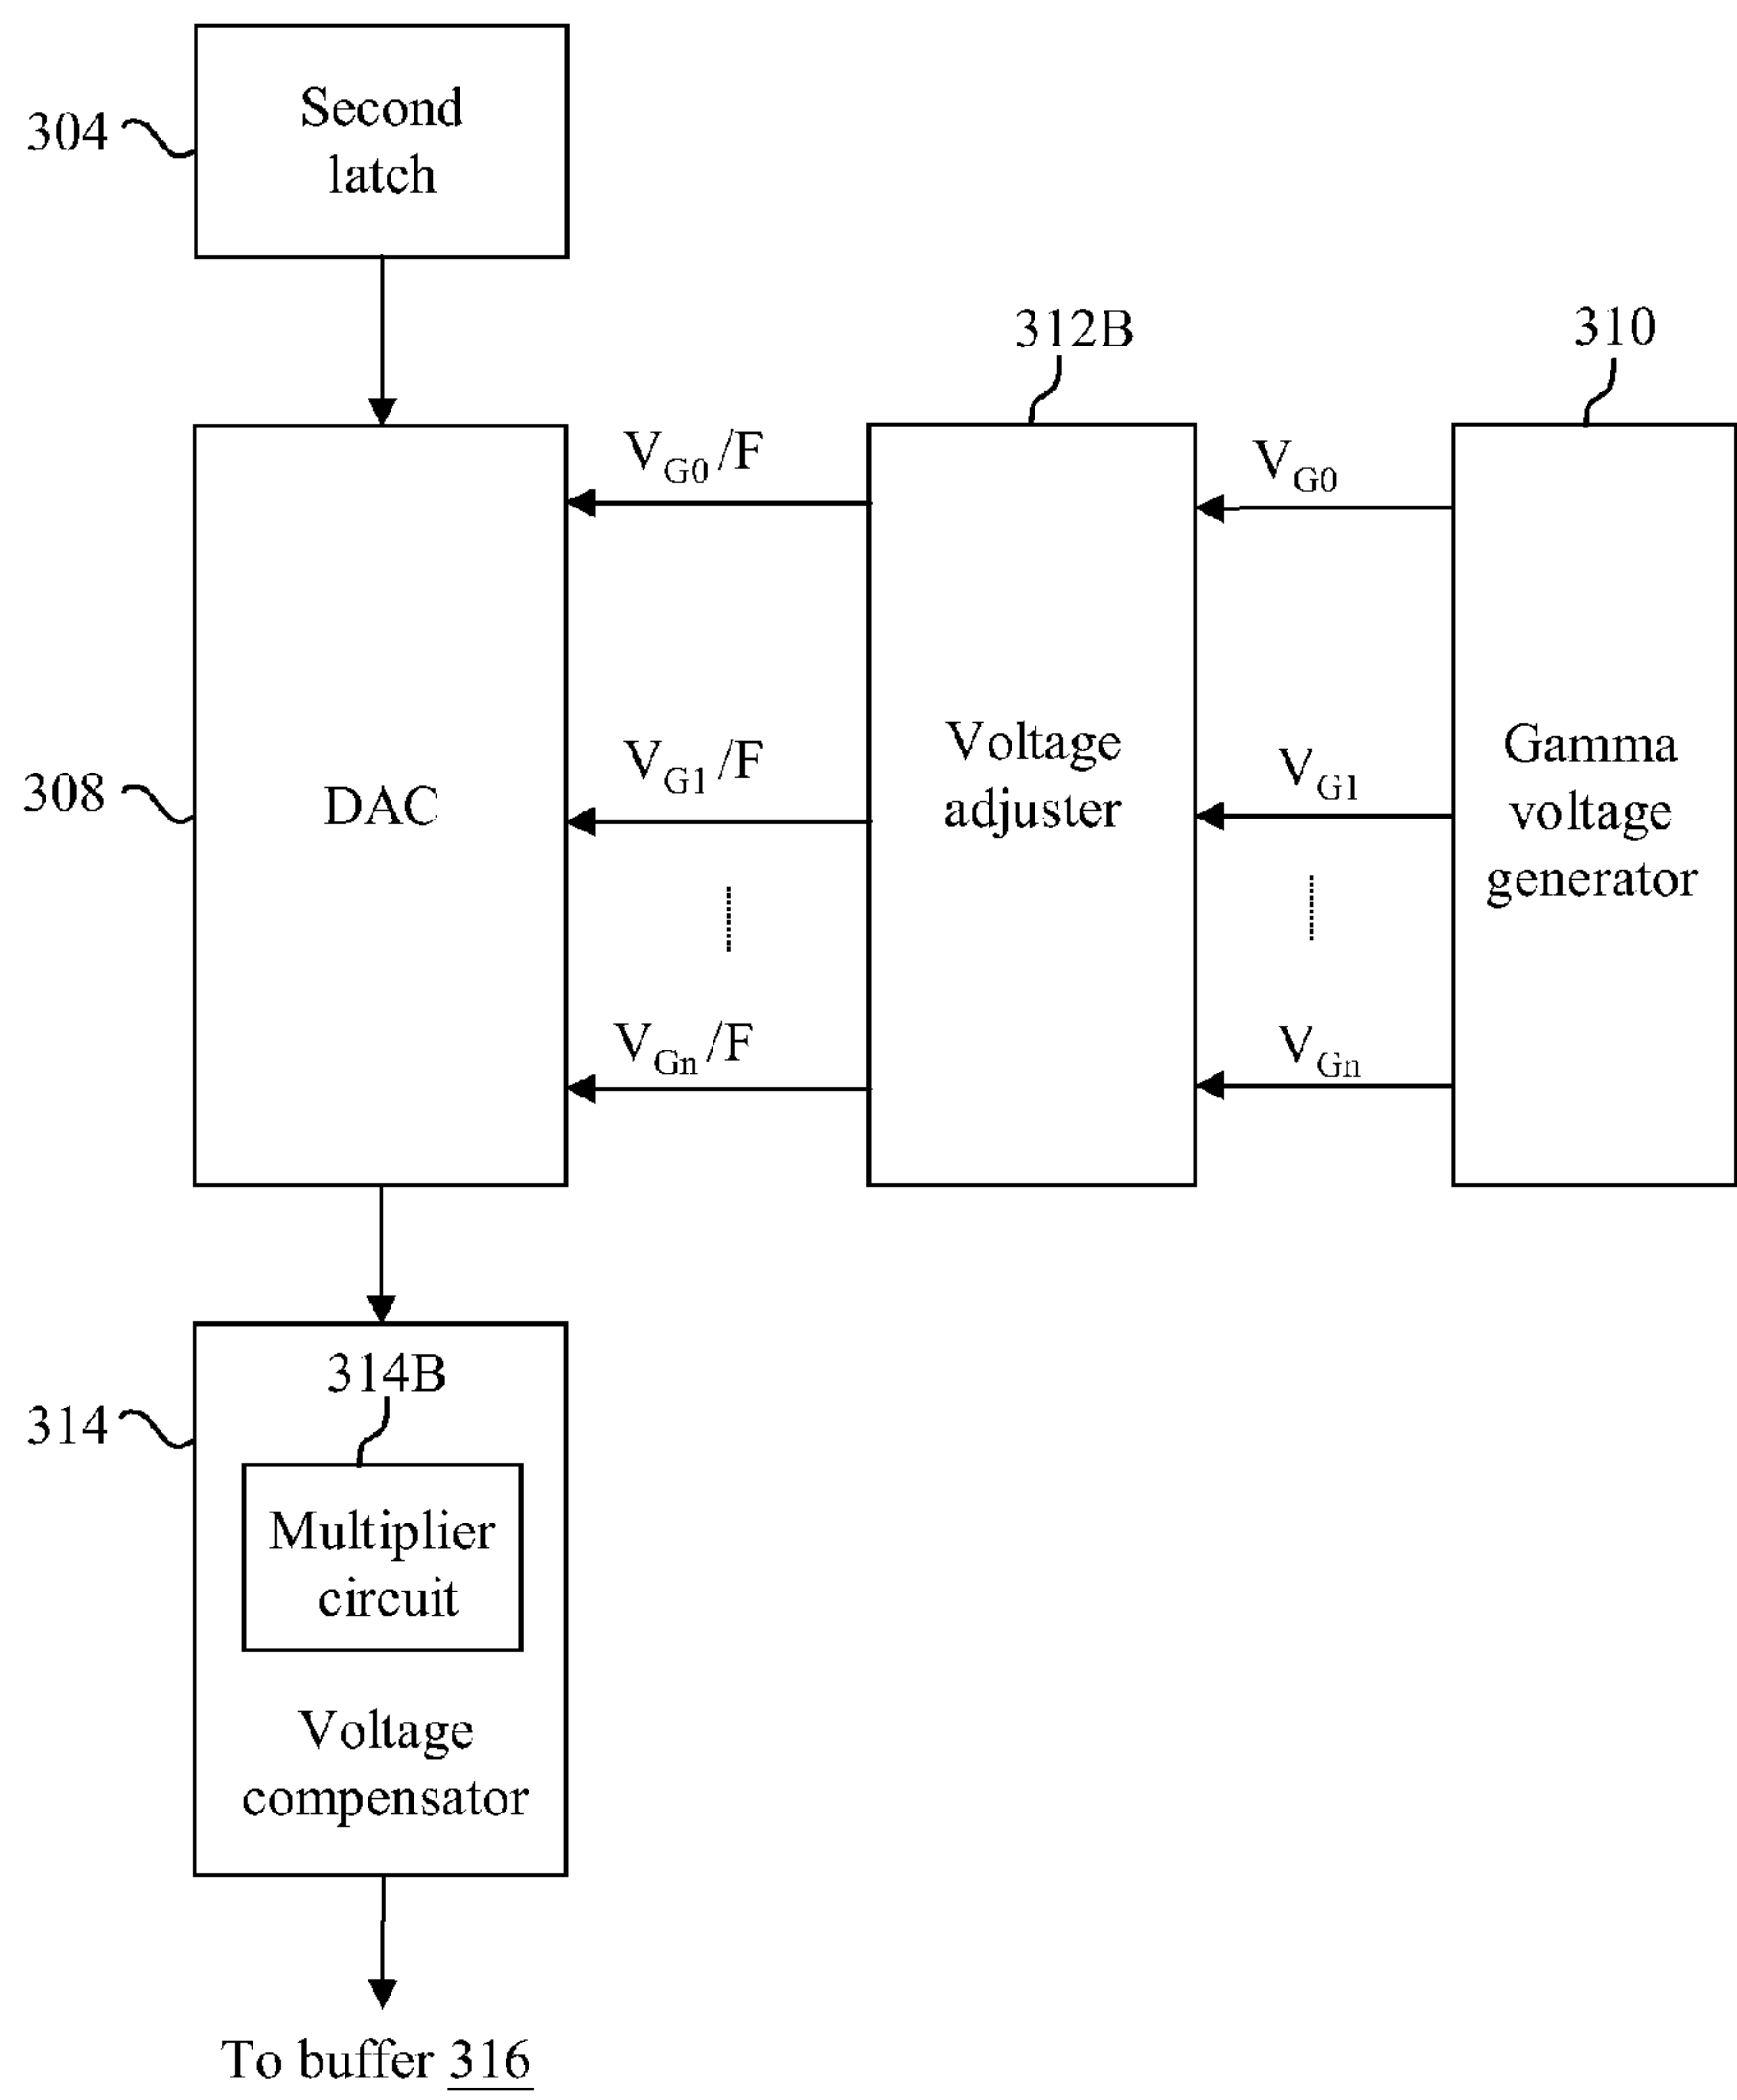 304
Second
latch
312B
310
V_G0 /F
V_G0
308
DAC
V_G1 /F
Voltage
adjuster
V_G1
Gamma
voltage
generator
V_Gn /F
V_Gn
314
314B
Multiplier
circuit
Voltage
compensator
To buffer 316